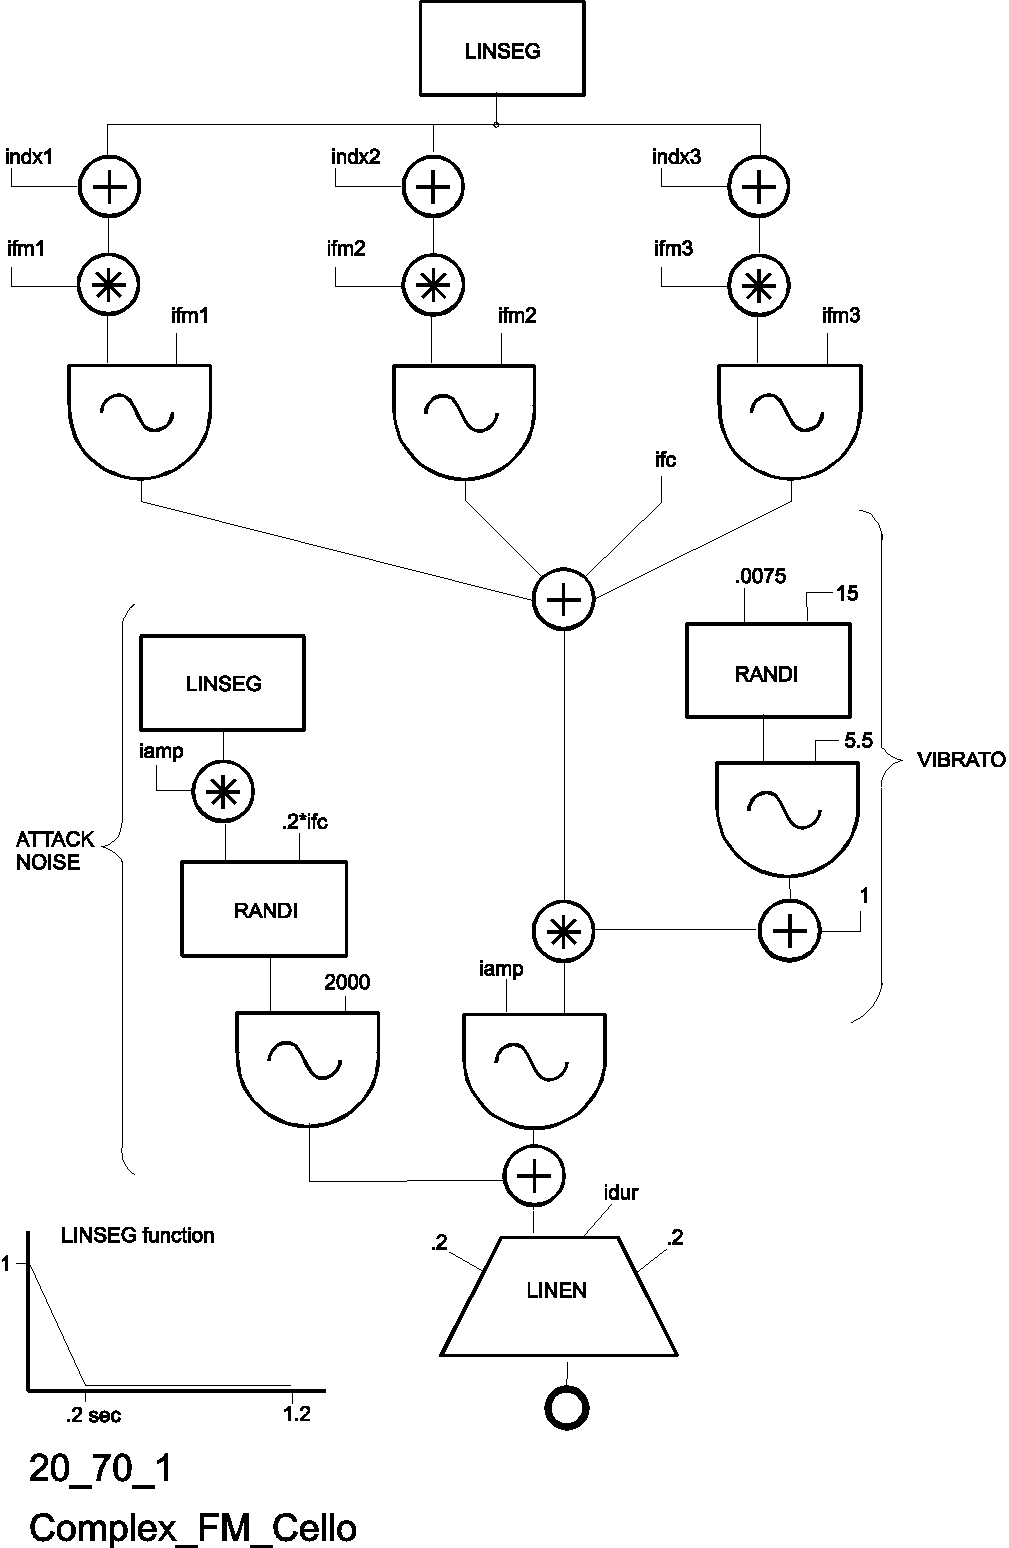 LINSEG
indx1
indx2
indx3
ifm1
ifm2
ifm3
ifm1
ifm2
ifm3
ifc
.0075
15
RANDI
LINSEG
iamp
5.5
VIBRATO
ATTACK
NOISE
.2*ifc
RANDI
1
iamp
2000
idur
.2
.2
LINEN
LINSEG function
1
.2 sec
1.2
20_70_1
Complex_FM_Cello